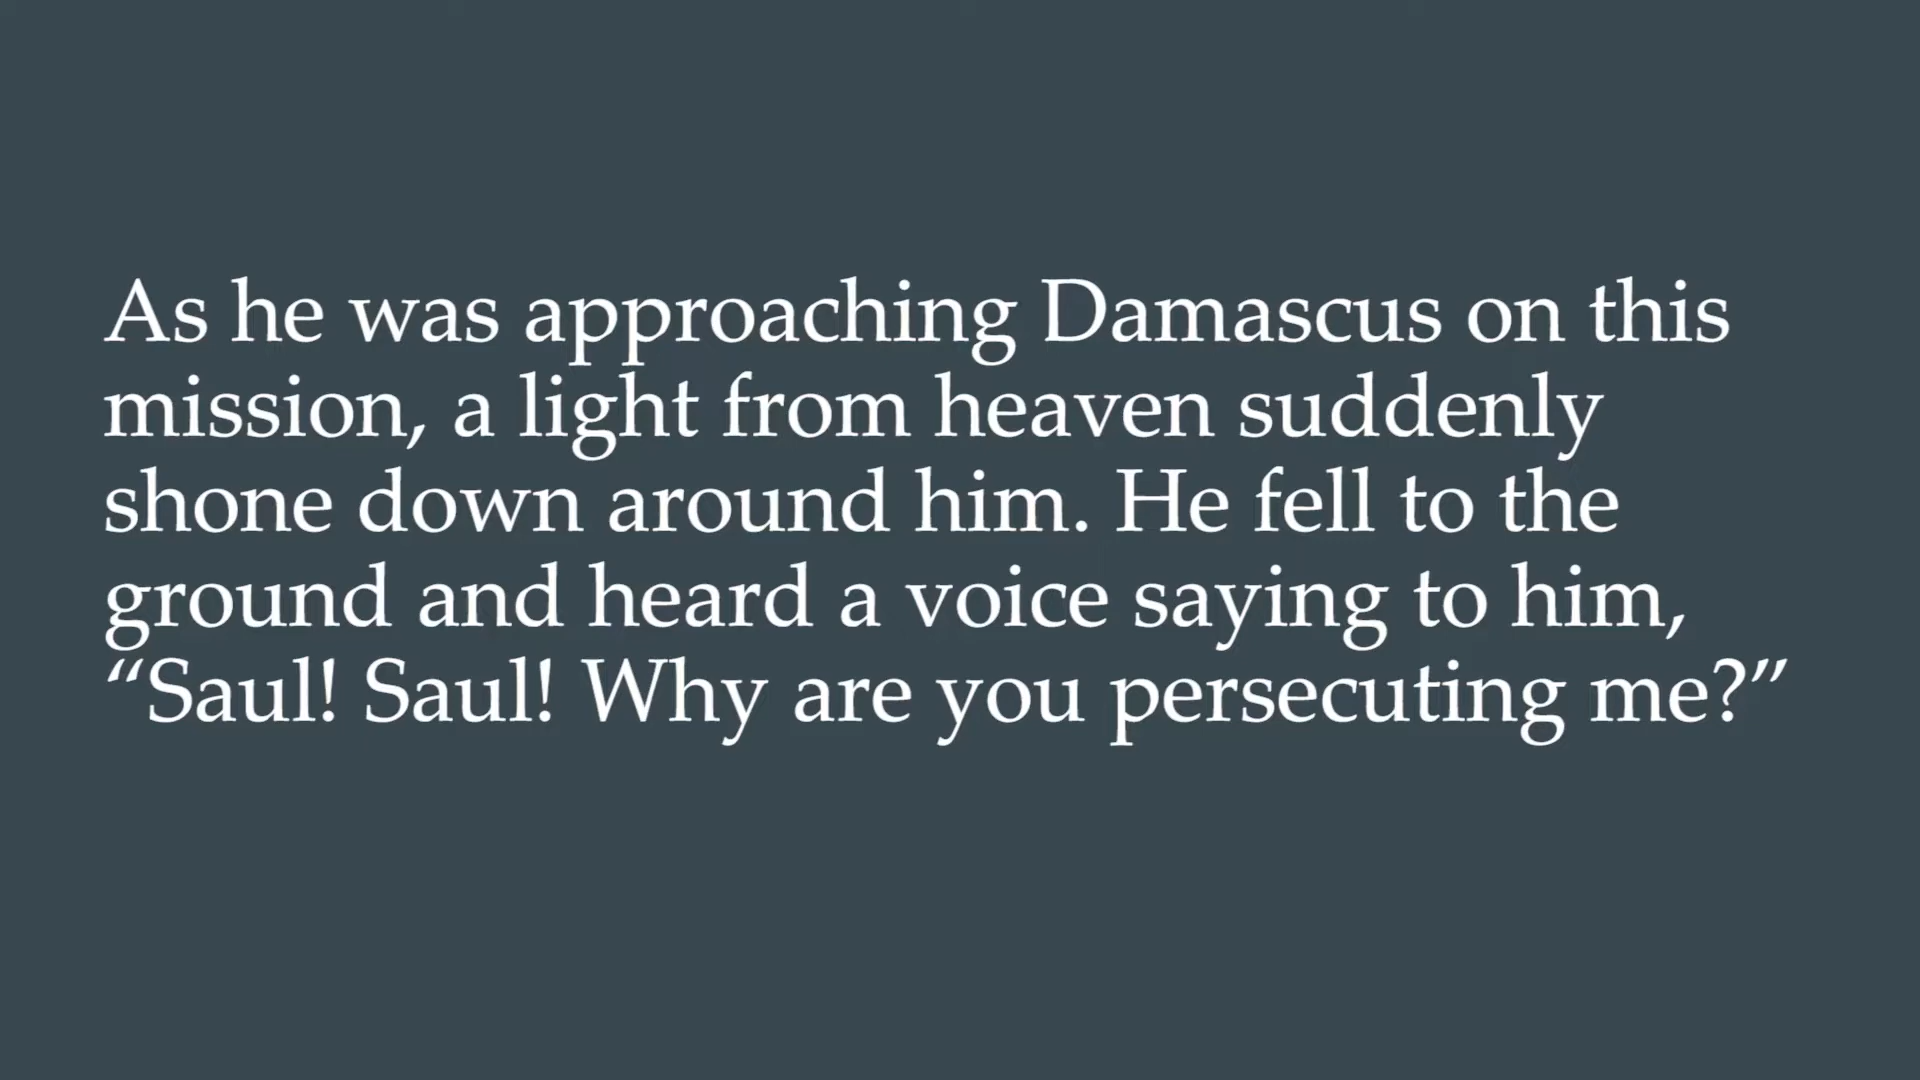 As he was approaching Damascus on this
mission, a light from heaven suddenly
shone down around him. He fell to the
ground and heard a voice saying to him,
“Saul! Saul! Why are you persecuting me?”